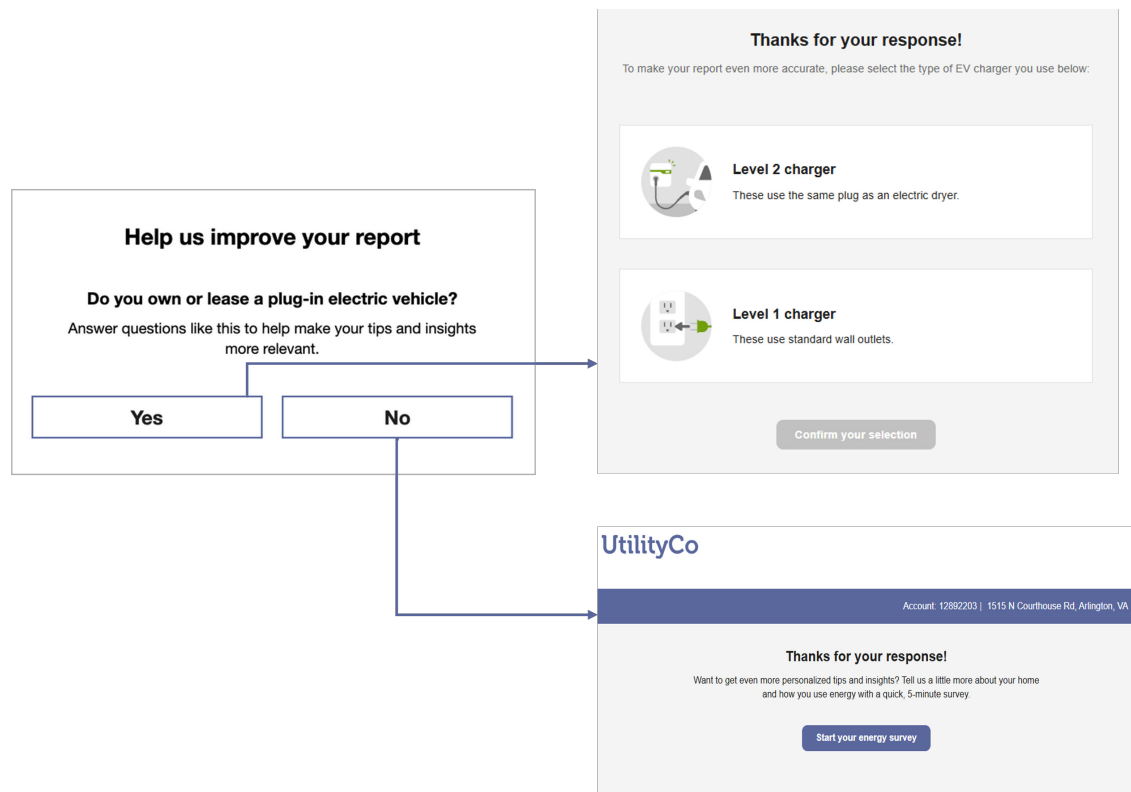 Help us improve your report
Do you own or lease a plug-in electric vehicle?
Answer questions like this to help make your tips and insights
more relevant.
Yes
No
Thanks for your response!
To make your report even more accurate, please select the type of EV charger you use below:
Level 2 charger
These use the same plug as an electric dryer.
Level 1 charger
These use standard wall outlets.
Confirm your selection
UtilityCo
Account: 12892203 | 1515 N Courthouse Rd, Arlington, VA
Thanks for your response!
Want to get even more personalized tips and insights? Tell us a little more about your home
and how you use energy with a quick, 5-minute survey.
Start your energy survey